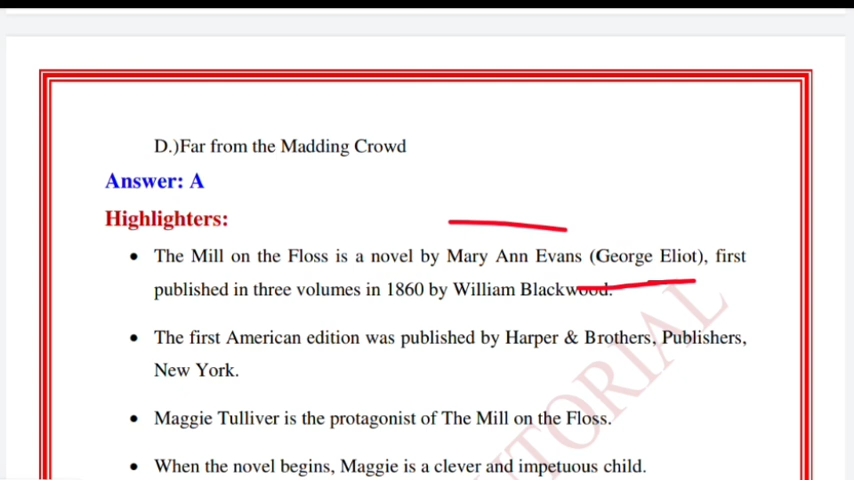 D.)Far from the Madding Crowd
Answer: A
Highlighters:
• The Mill on the Floss is a novel by Mary Ann Evans (George Eliot), first
published in three volumes in 1860 by William Blackwood.
• The first American edition was published by Harper & Brothers, Publishers,
New York.
• Maggie Tulliver is the protagonist of The Mill on the Floss.
• When the novel begins, Maggie is a clever and impetuous child.